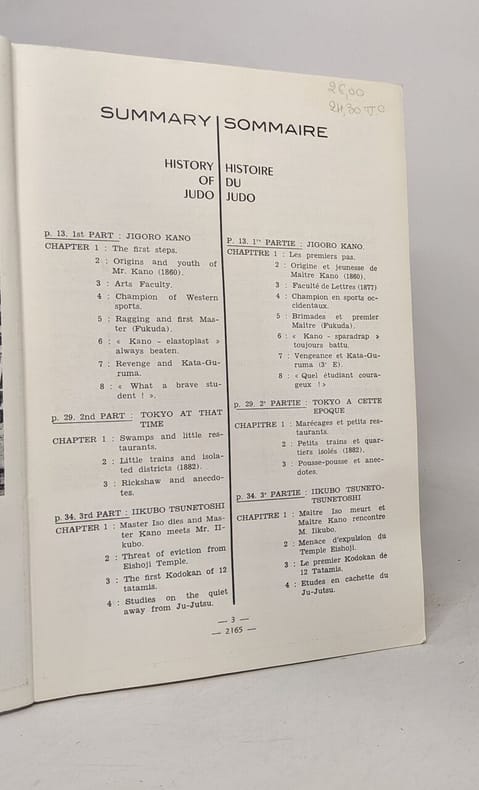 26,00
24,30 TTC
SUMMARY
HISTORY
OF
JUDO
p. 13. 1st PART : JIGORO KANO
CHAPTER 1 : The first steps.
2 : Origins and youth of
Mr. Kano (1860).
3 : Arts Faculty.
4 : Champion of Western
sports.
5 : Ragging and first Mas-
ter (Fukuda).
6 : « Kano - elastoplast »
always beaten.
7 : Revenge and Kata-Gu-
ruma.
8 : « What a brave stu-
dent ! ».
p. 29. 2nd PART : TOKYO AT THAT
TIME
CHAPTER 1 : Swamps and little res-
taurants.
2 : Little trains and isola-
ted districts (1882).
3 : Rickshaw and anecdo-
tes.
p. 34. 3rd PART : IIKUBO TSUNETOSHI
CHAPTER 1 : Master Iso dies and Mas-
ter Kano meets Mr. Ii-
kubo.
2 : Threat of eviction from
Eishoji Temple.
3 : The first Kodokan of 12
tatamis.
4 : Studies on the quiet
away from Ju-Jutsu.
SOMMAIRE
HISTOIRE
DU
JUDO
P. 13. 1re PARTIE : JIGORO KANO.
CHAPITRE 1 : Les premiers pas.
2 : Origine et jeunesse de
Maître Kano (1860).
3 : Faculté de Lettres (1877)
4 : Champion en sports oc-
cidentaux.
5 : Brimades et premier
Maître (Fukuda).
6 : « Kano - sparadrap »
toujours battu.
7 : Vengeance et Kata-Gu-
ruma (3e E).
8 : « Quel étudiant coura-
geux ! »
p. 29. 2e PARTIE : TOKYO A CETTE
EPOQUE
CHAPITRE 1 : Marécages et petits res-
taurants.
2 : Petits trains et quar-
tiers isolés (1882).
3 : Pousse-pousse et anec-
dotes.
p. 34. 3e PARTIE : IIKUBO TSUNETO-
TSUNETOSHI
CHAPITRE 1 : Maître Iso meurt et
Maître Kano rencontre
M. Iikubo.
2 : Menace d'expulsion du
Temple Eishoji.
3 : Le premier Kodokan de
12 Tatamis.
4 : Etudes en cachette du
Ju-Jutsu.
— 3 —
— 2165 —